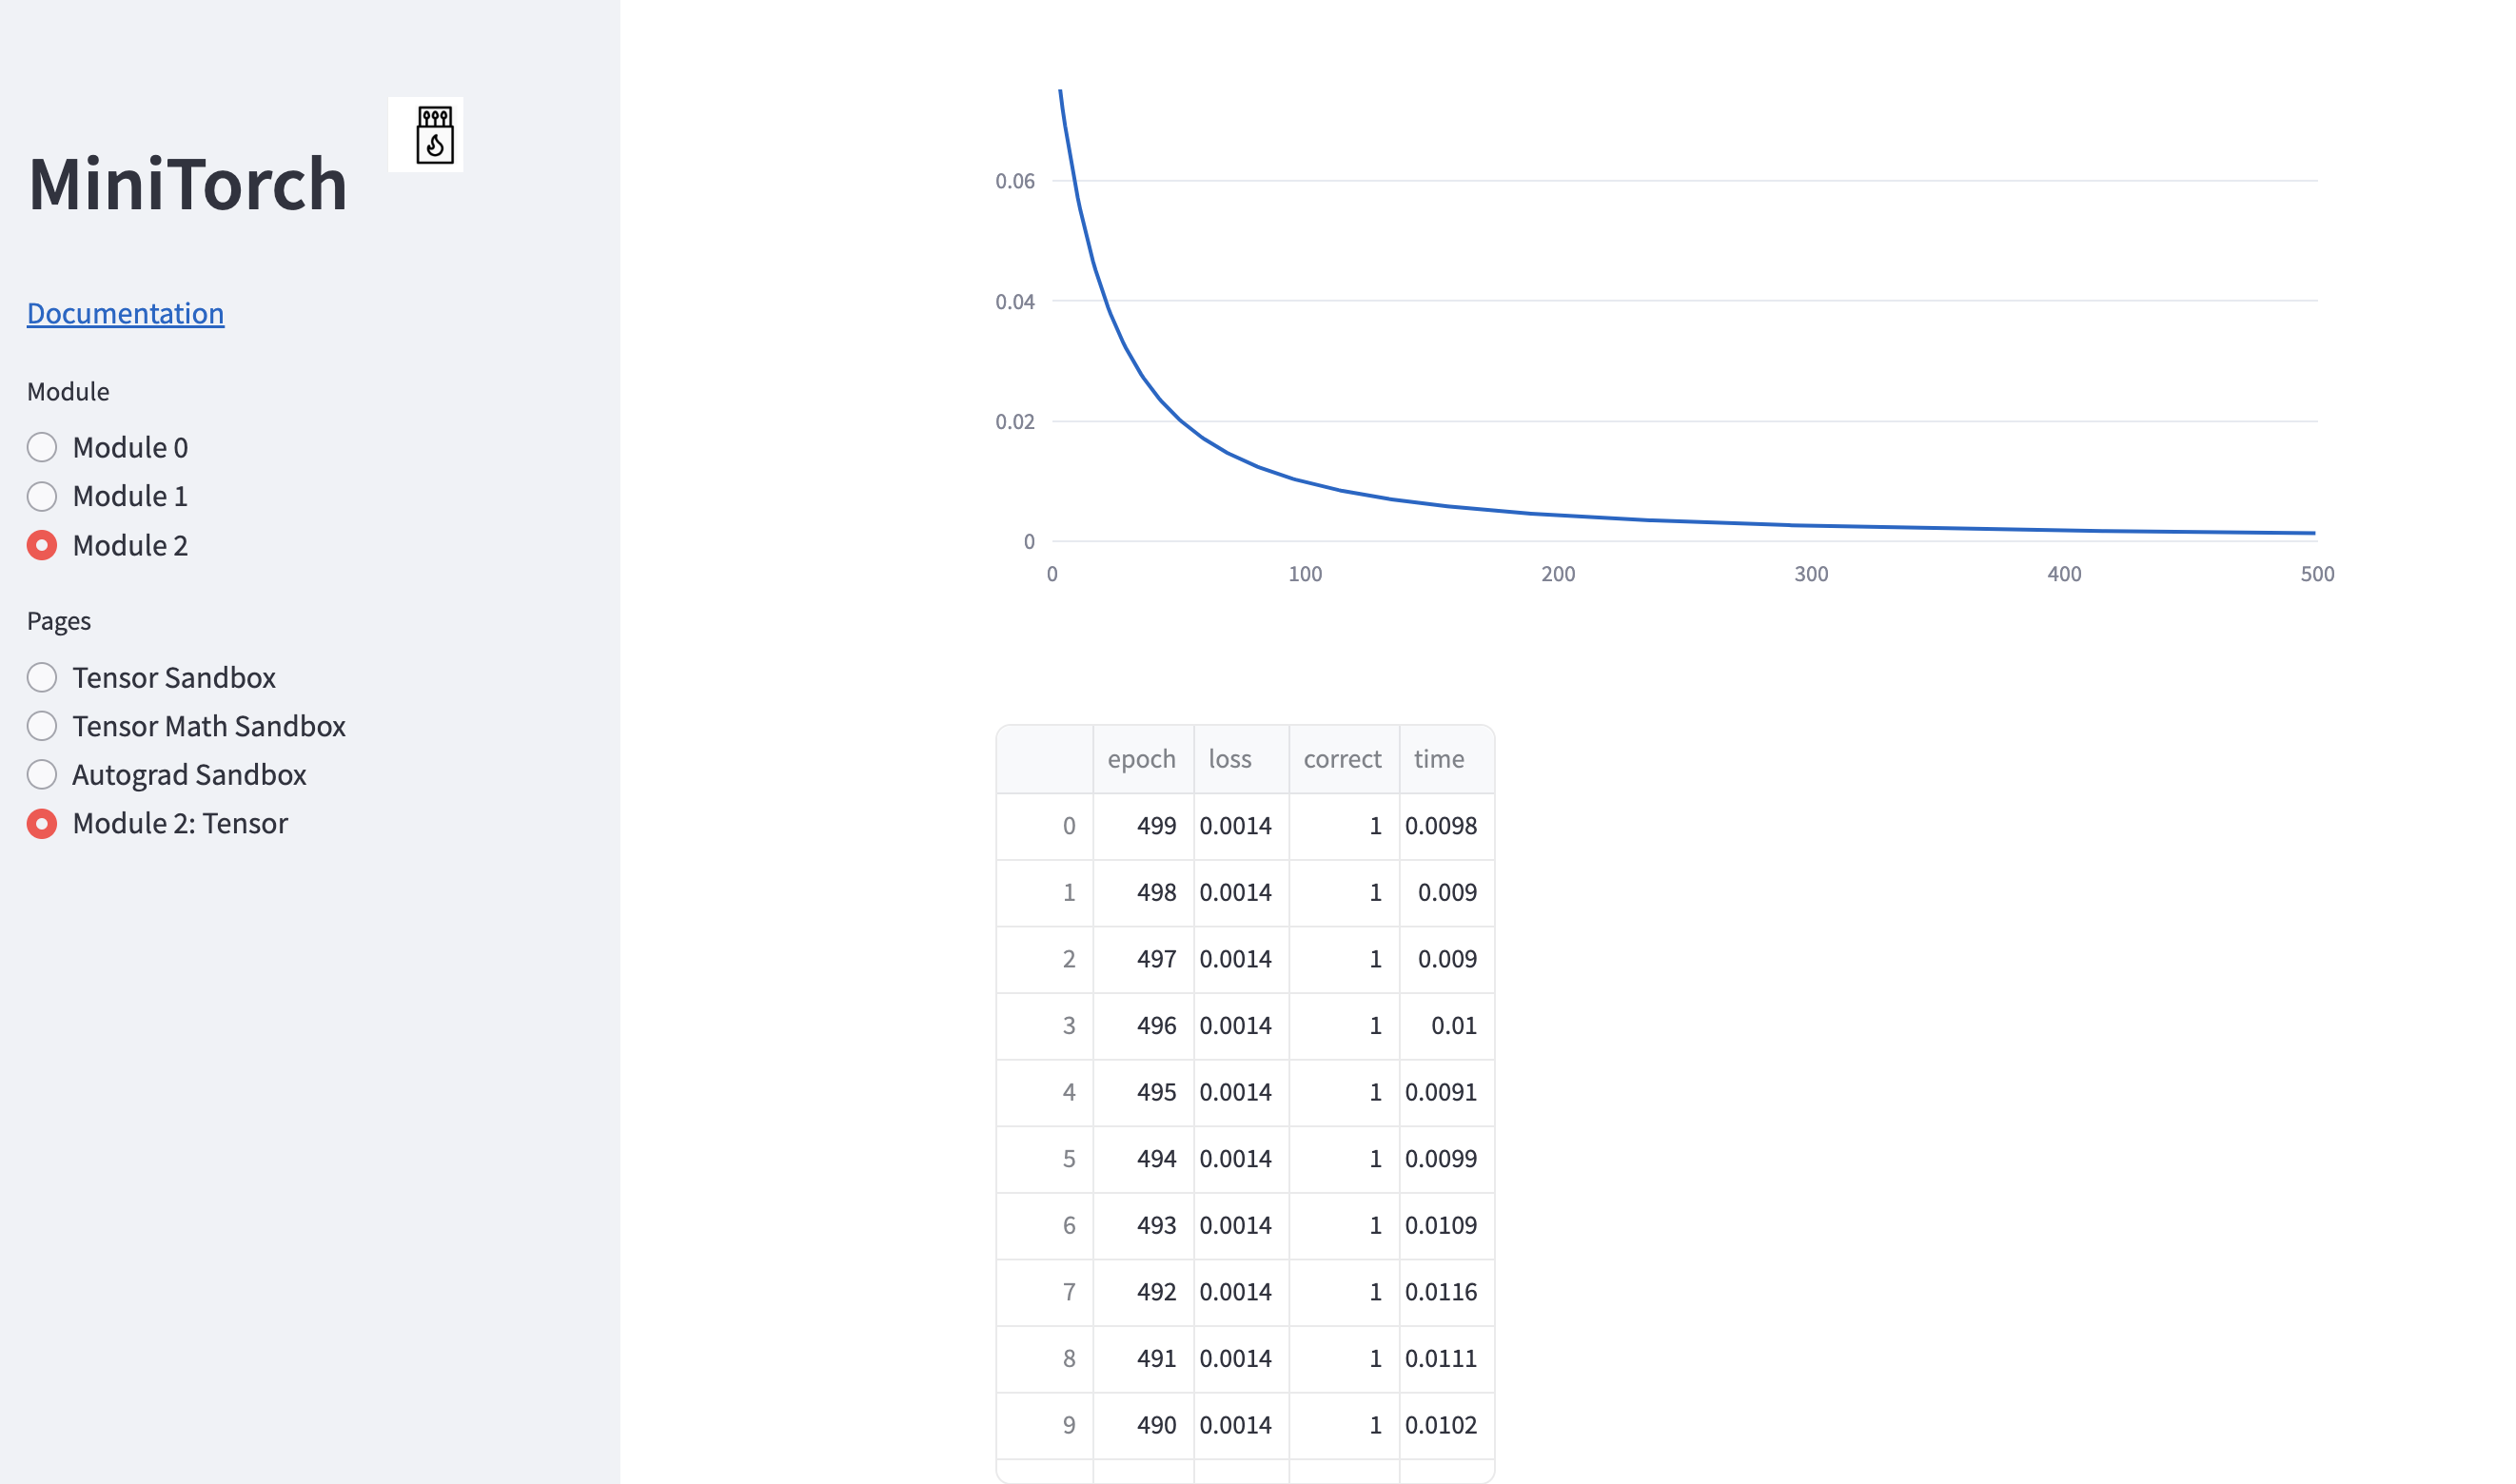 MiniTorch
Documentation
Module
Module 0
Module 1
Module 2
Pages
Tensor Sandbox
Tensor Math Sandbox
Autograd Sandbox
Module 2: Tensor
0.06
0.04
0.02
0
0 100 200 300 400 500
epoch loss correct time
0 499 0.0014 1 0.0098
1 498 0.0014 1 0.009
2 497 0.0014 1 0.009
3 496 0.0014 1 0.01
4 495 0.0014 1 0.0091
5 494 0.0014 1 0.0099
6 493 0.0014 1 0.0109
7 492 0.0014 1 0.0116
8 491 0.0014 1 0.0111
9 490 0.0014 1 0.0102